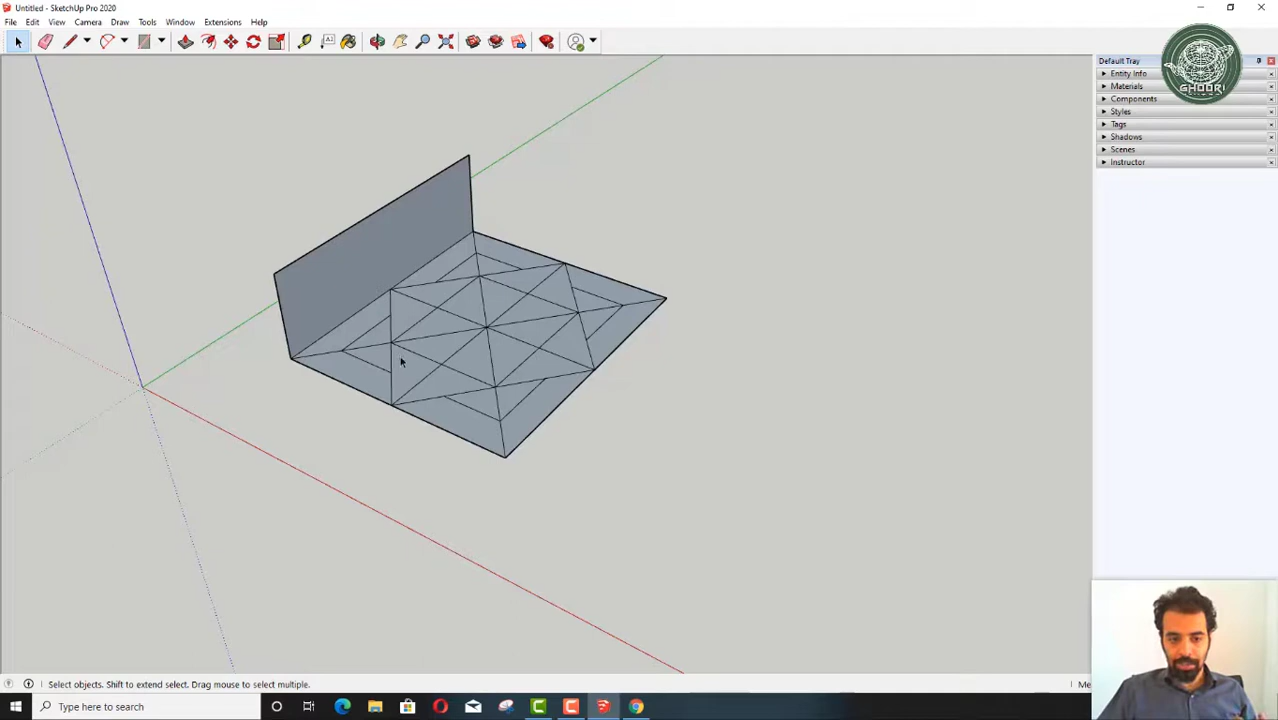 Untitled - SketchUp Pro 2020
File Edit View Camera Draw Tools Window Extensions Help
Default Tray
GHOORI
Entity Info
Materials
Components
Styles
Tags
Shadows
Scenes
Instructor
Select objects. Shift to extend select. Drag mouse to select multiple.
Me
Type here to search